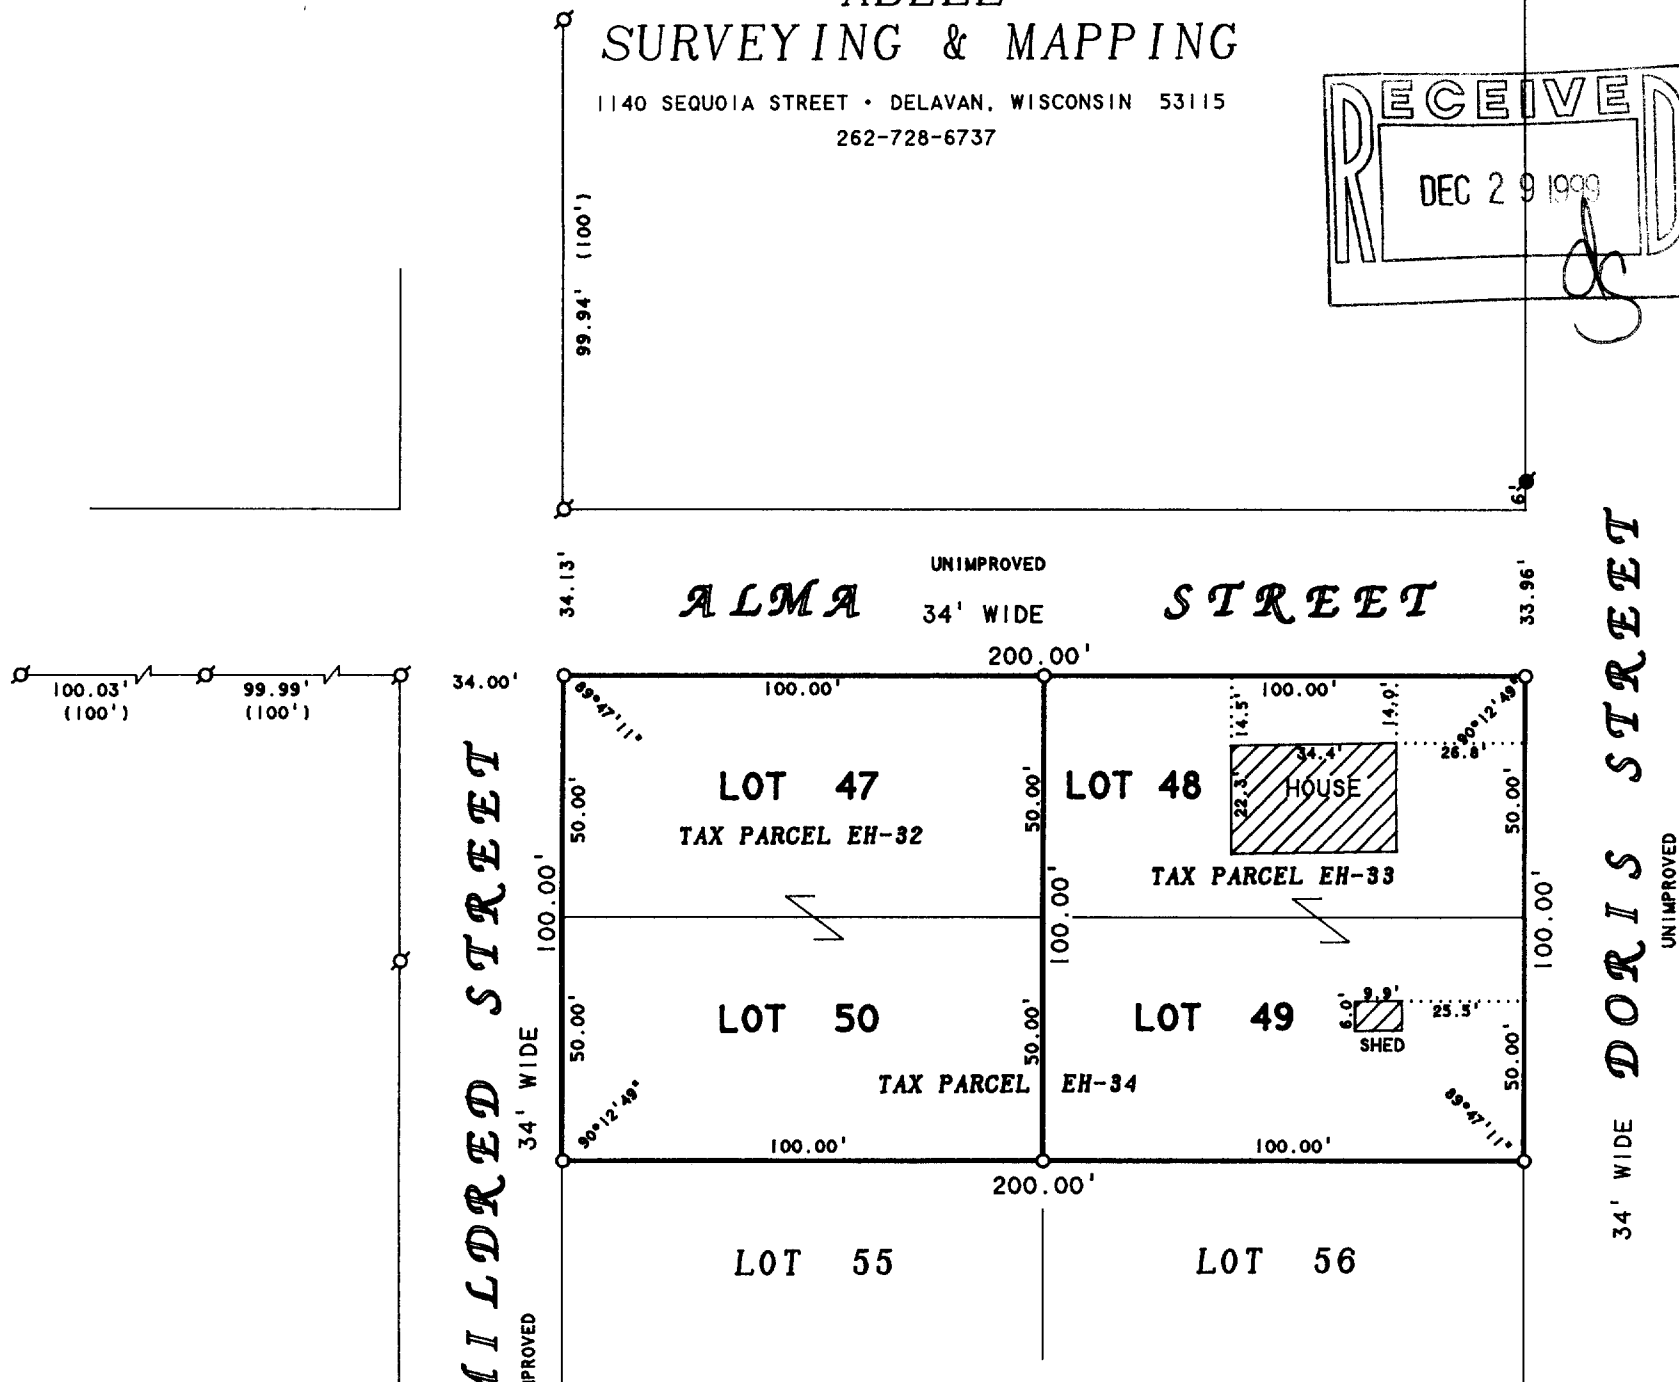 SURVEYING & MAPPING
1140 SEQUOIA STREET • DELAVAN, WISCONSIN 53115
262-728-6737
RECEIVED
DEC 29 1999
99.94' (100')
6'
34.13'
UNIMPROVED
ALMA STREET
34' WIDE
33.96'
200.00'
100.03'
(100')
99.99'
(100')
34.00'
89°47'11"
100.00'
100.00'
90°12'49"
14.5'
14.0'
34.4'
26.8'
22.3'
HOUSE
LOT 47
TAX PARCEL EH-32
50.00'
50.00'
LOT 48
TAX PARCEL EH-33
50.00'
100.00'
100.00'
100.00'
LOT 50
50.00'
50.00'
LOT 49
9.9'
6.0'
25.5'
SHED
50.00'
TAX PARCEL EH-34
90°12'49"
89°47'11"
100.00'
100.00'
200.00'
LOT 55
LOT 56
MILDRED STREET
34' WIDE
DORIS STREET
34' WIDE
UNIMPROVED